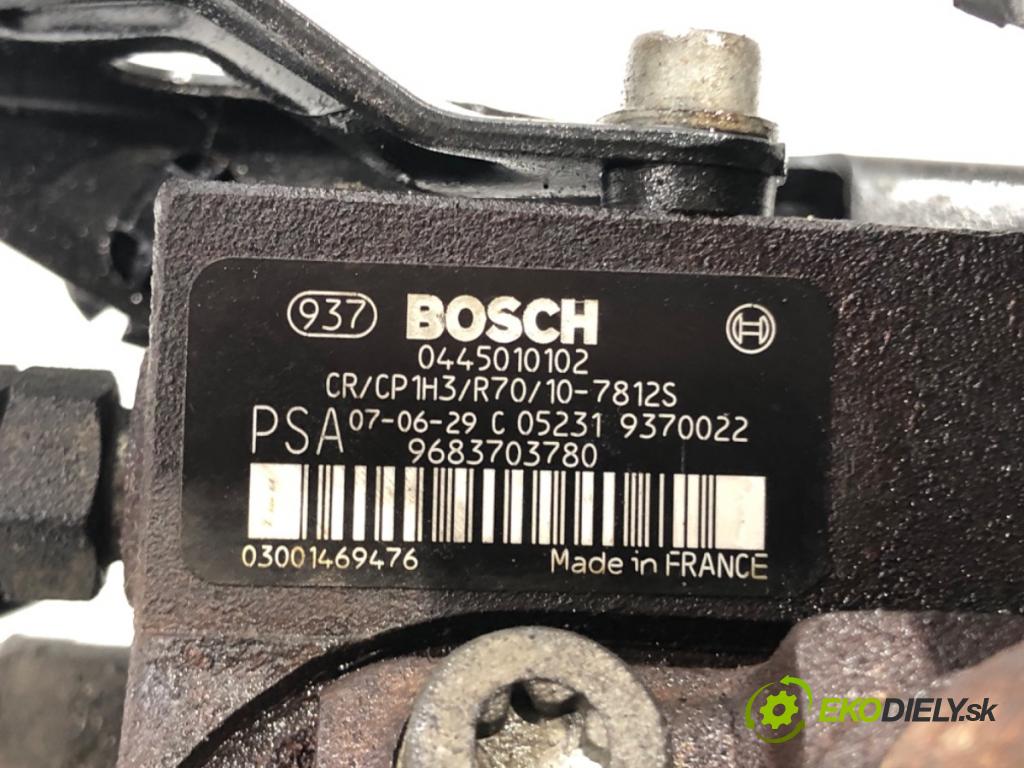 937 BOSCH
0445010102
CR/CP1H3/R70/10-7812S
PSA 07-06-29 C 05231 9370022
9683703780
03001469476 Made in FRANCE
EKODIELY.sk